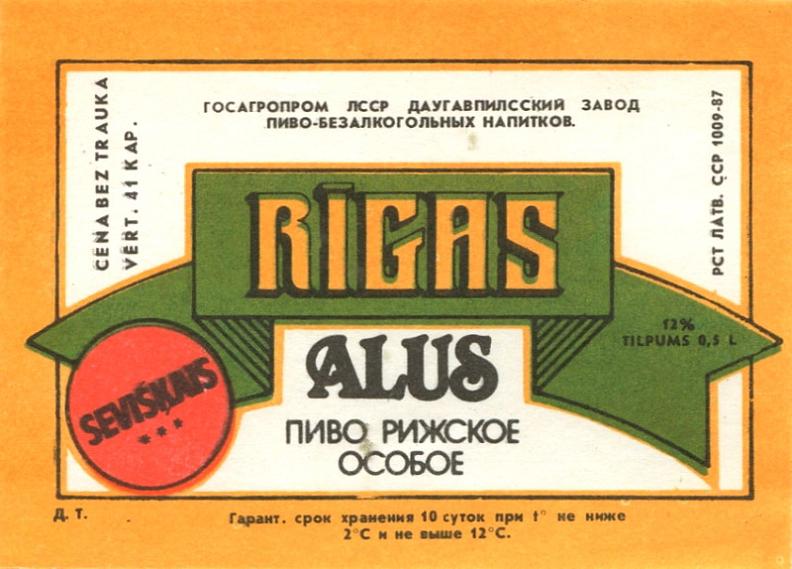 ГОСАГРОПРОМ ЛССР ДАУГАВПИЛССКИЙ ЗАВОД
ПИВО-БЕЗАЛКОГОЛЬНЫХ НАПИТКОВ.
CEŅA BEZ TRAUKA
VĒRT. 41 KAP.
РСТ ЛАТВ. ССР 1009-87
RĪGAS
12%
TILPUMS 0,5 L
ALUS
SEVIŠĶAIS
***
ПИВО РИЖСКОЕ
ОСОБОЕ
Д. Т.
Гарант. срок хранения 10 суток при t° не ниже
2°C и не выше 12°C.